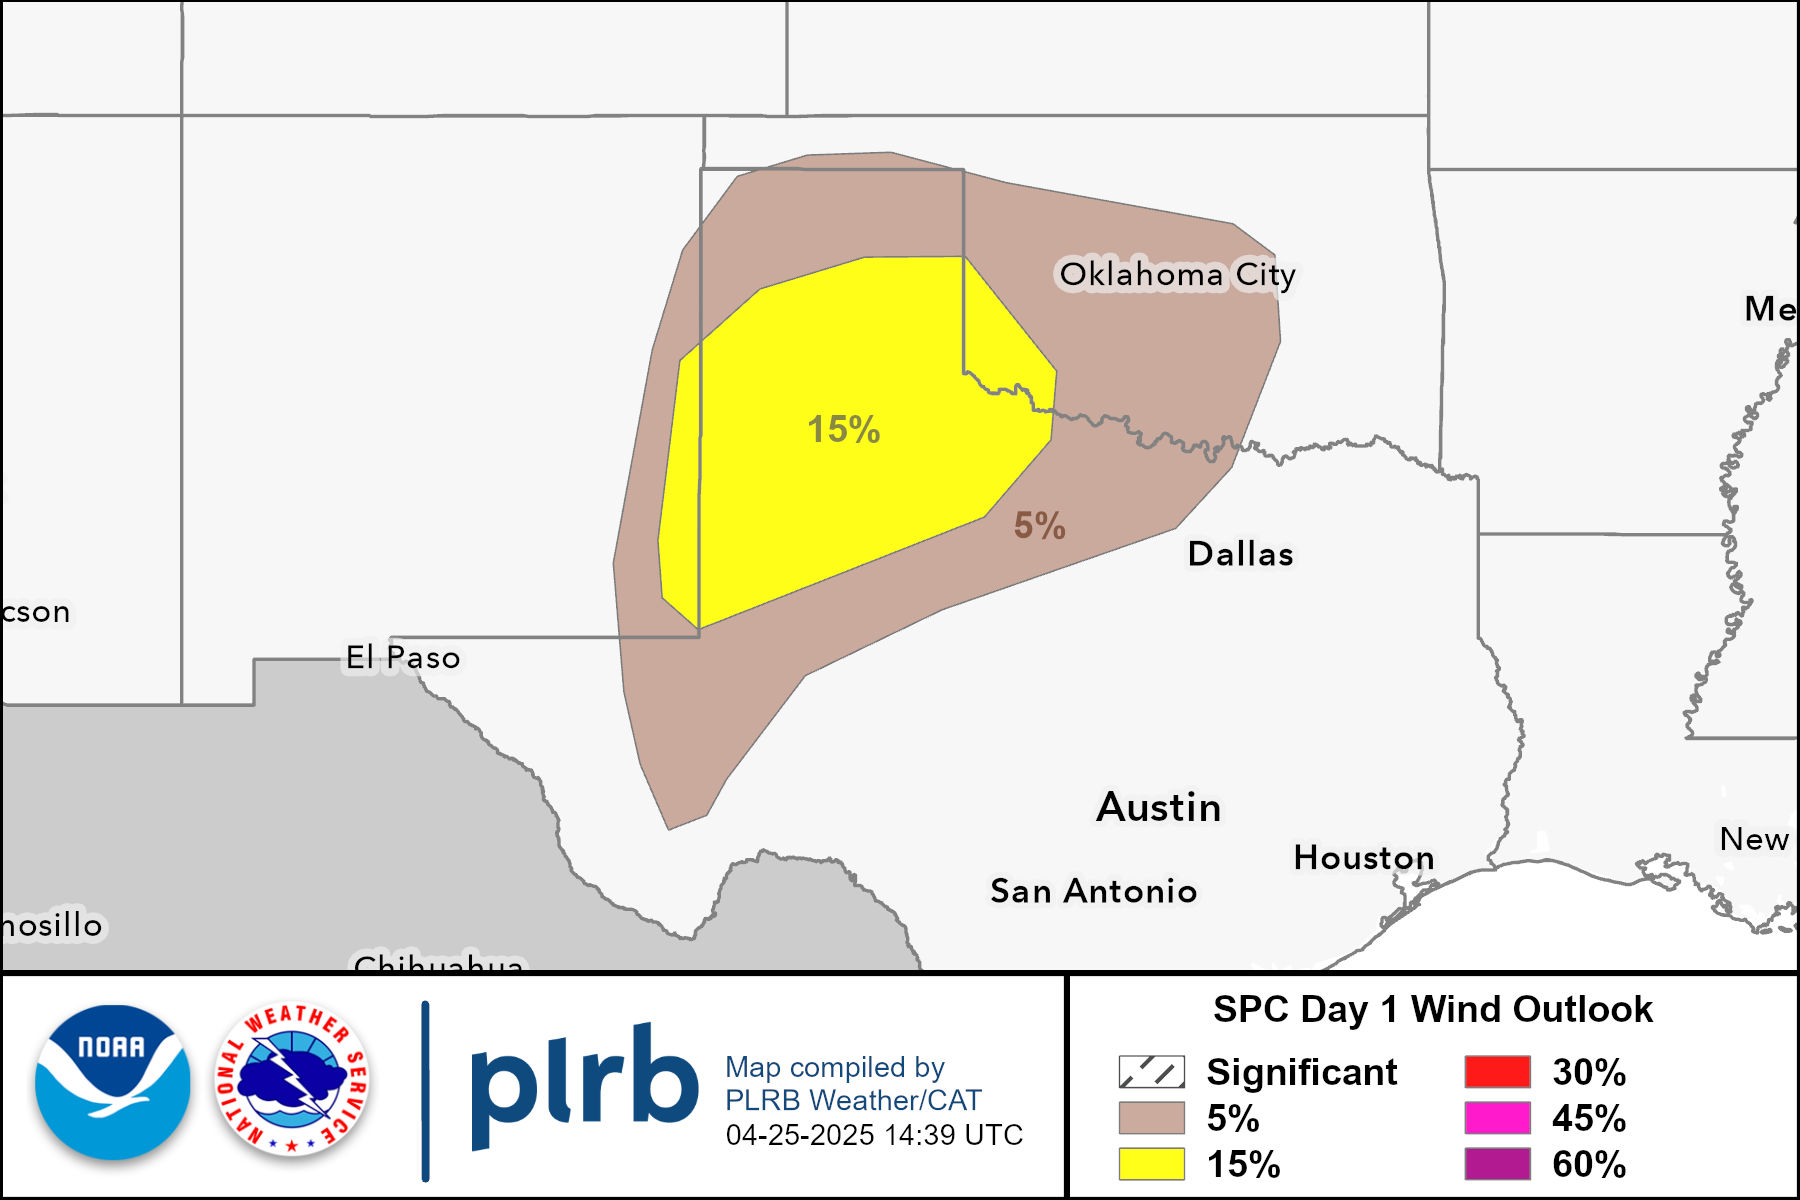 Oklahoma City
Me
15%
5%
Dallas
cson
El Paso
Austin
New
Houston
San Antonio
nosillo
Chihuahua
NOAA
NATIONAL WEATHER SERVICE
plrb
Map compiled by
PLRB Weather/CAT
04-25-2025 14:39 UTC
SPC Day 1 Wind Outlook
Significant
30%
5%
45%
15%
60%